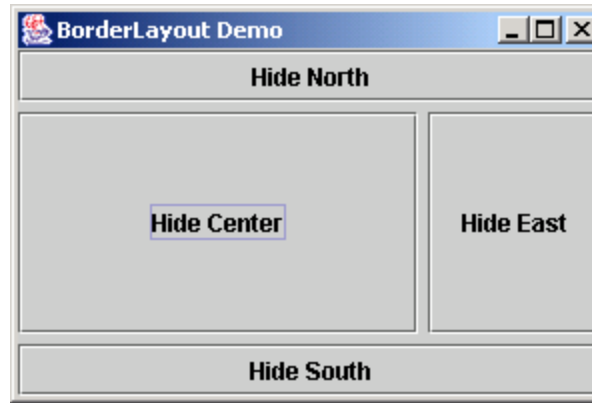 BorderLayout Demo
Hide North
Hide Center
Hide East
Hide South